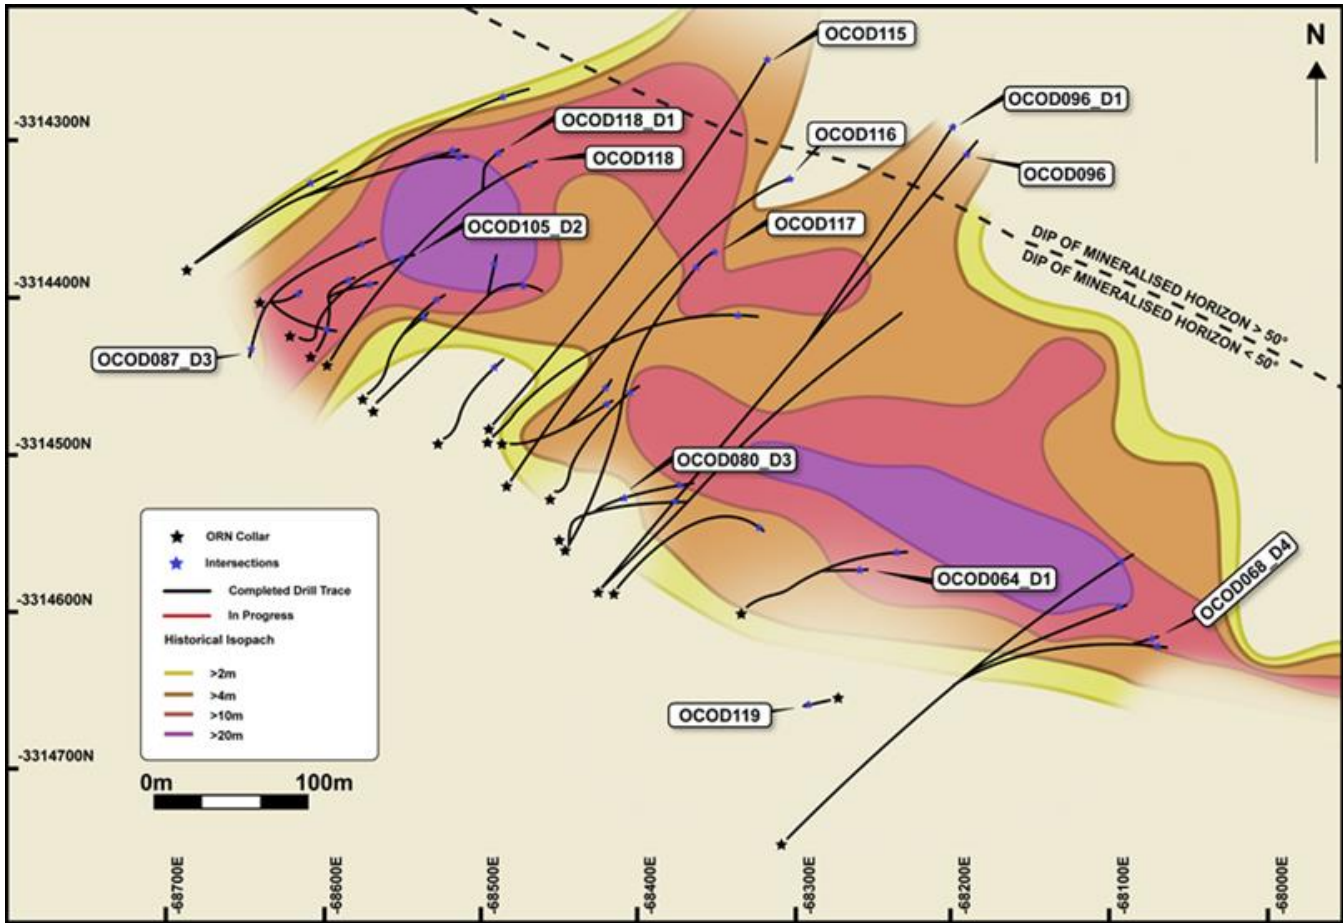 OCOD115
N
OCOD096_D1
-3314300N
OCOD118_D1
OCOD116
OCOD118
OCOD096
OCOD105_D2
OCOD117
DIP OF MINERALISED HORIZON > 50°
DIP OF MINERALISED HORIZON < 50°
-3314400N
OCOD087_D3
-3314500N
OCOD080_D3
ORN Collar
Intersections
Completed Drill Trace
In Progress
Historical Isopach
>2m
>4m
>10m
>20m
OCOD064_D1
OCOD068_D4
-3314600N
OCOD119
-3314700N
0m
100m
-68700E
-68600E
-68500E
-68400E
-68300E
-68200E
-68100E
-68000E